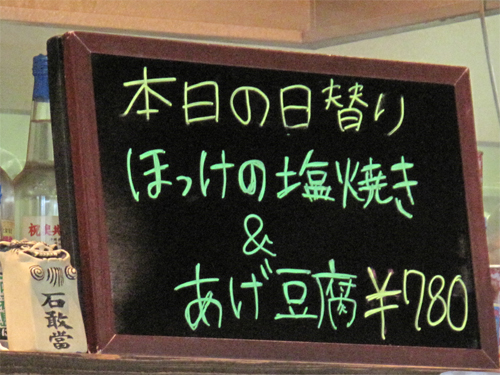 本日の日替り
ほっけの塩焼き
&
あげ豆腐 ¥780
石敢當